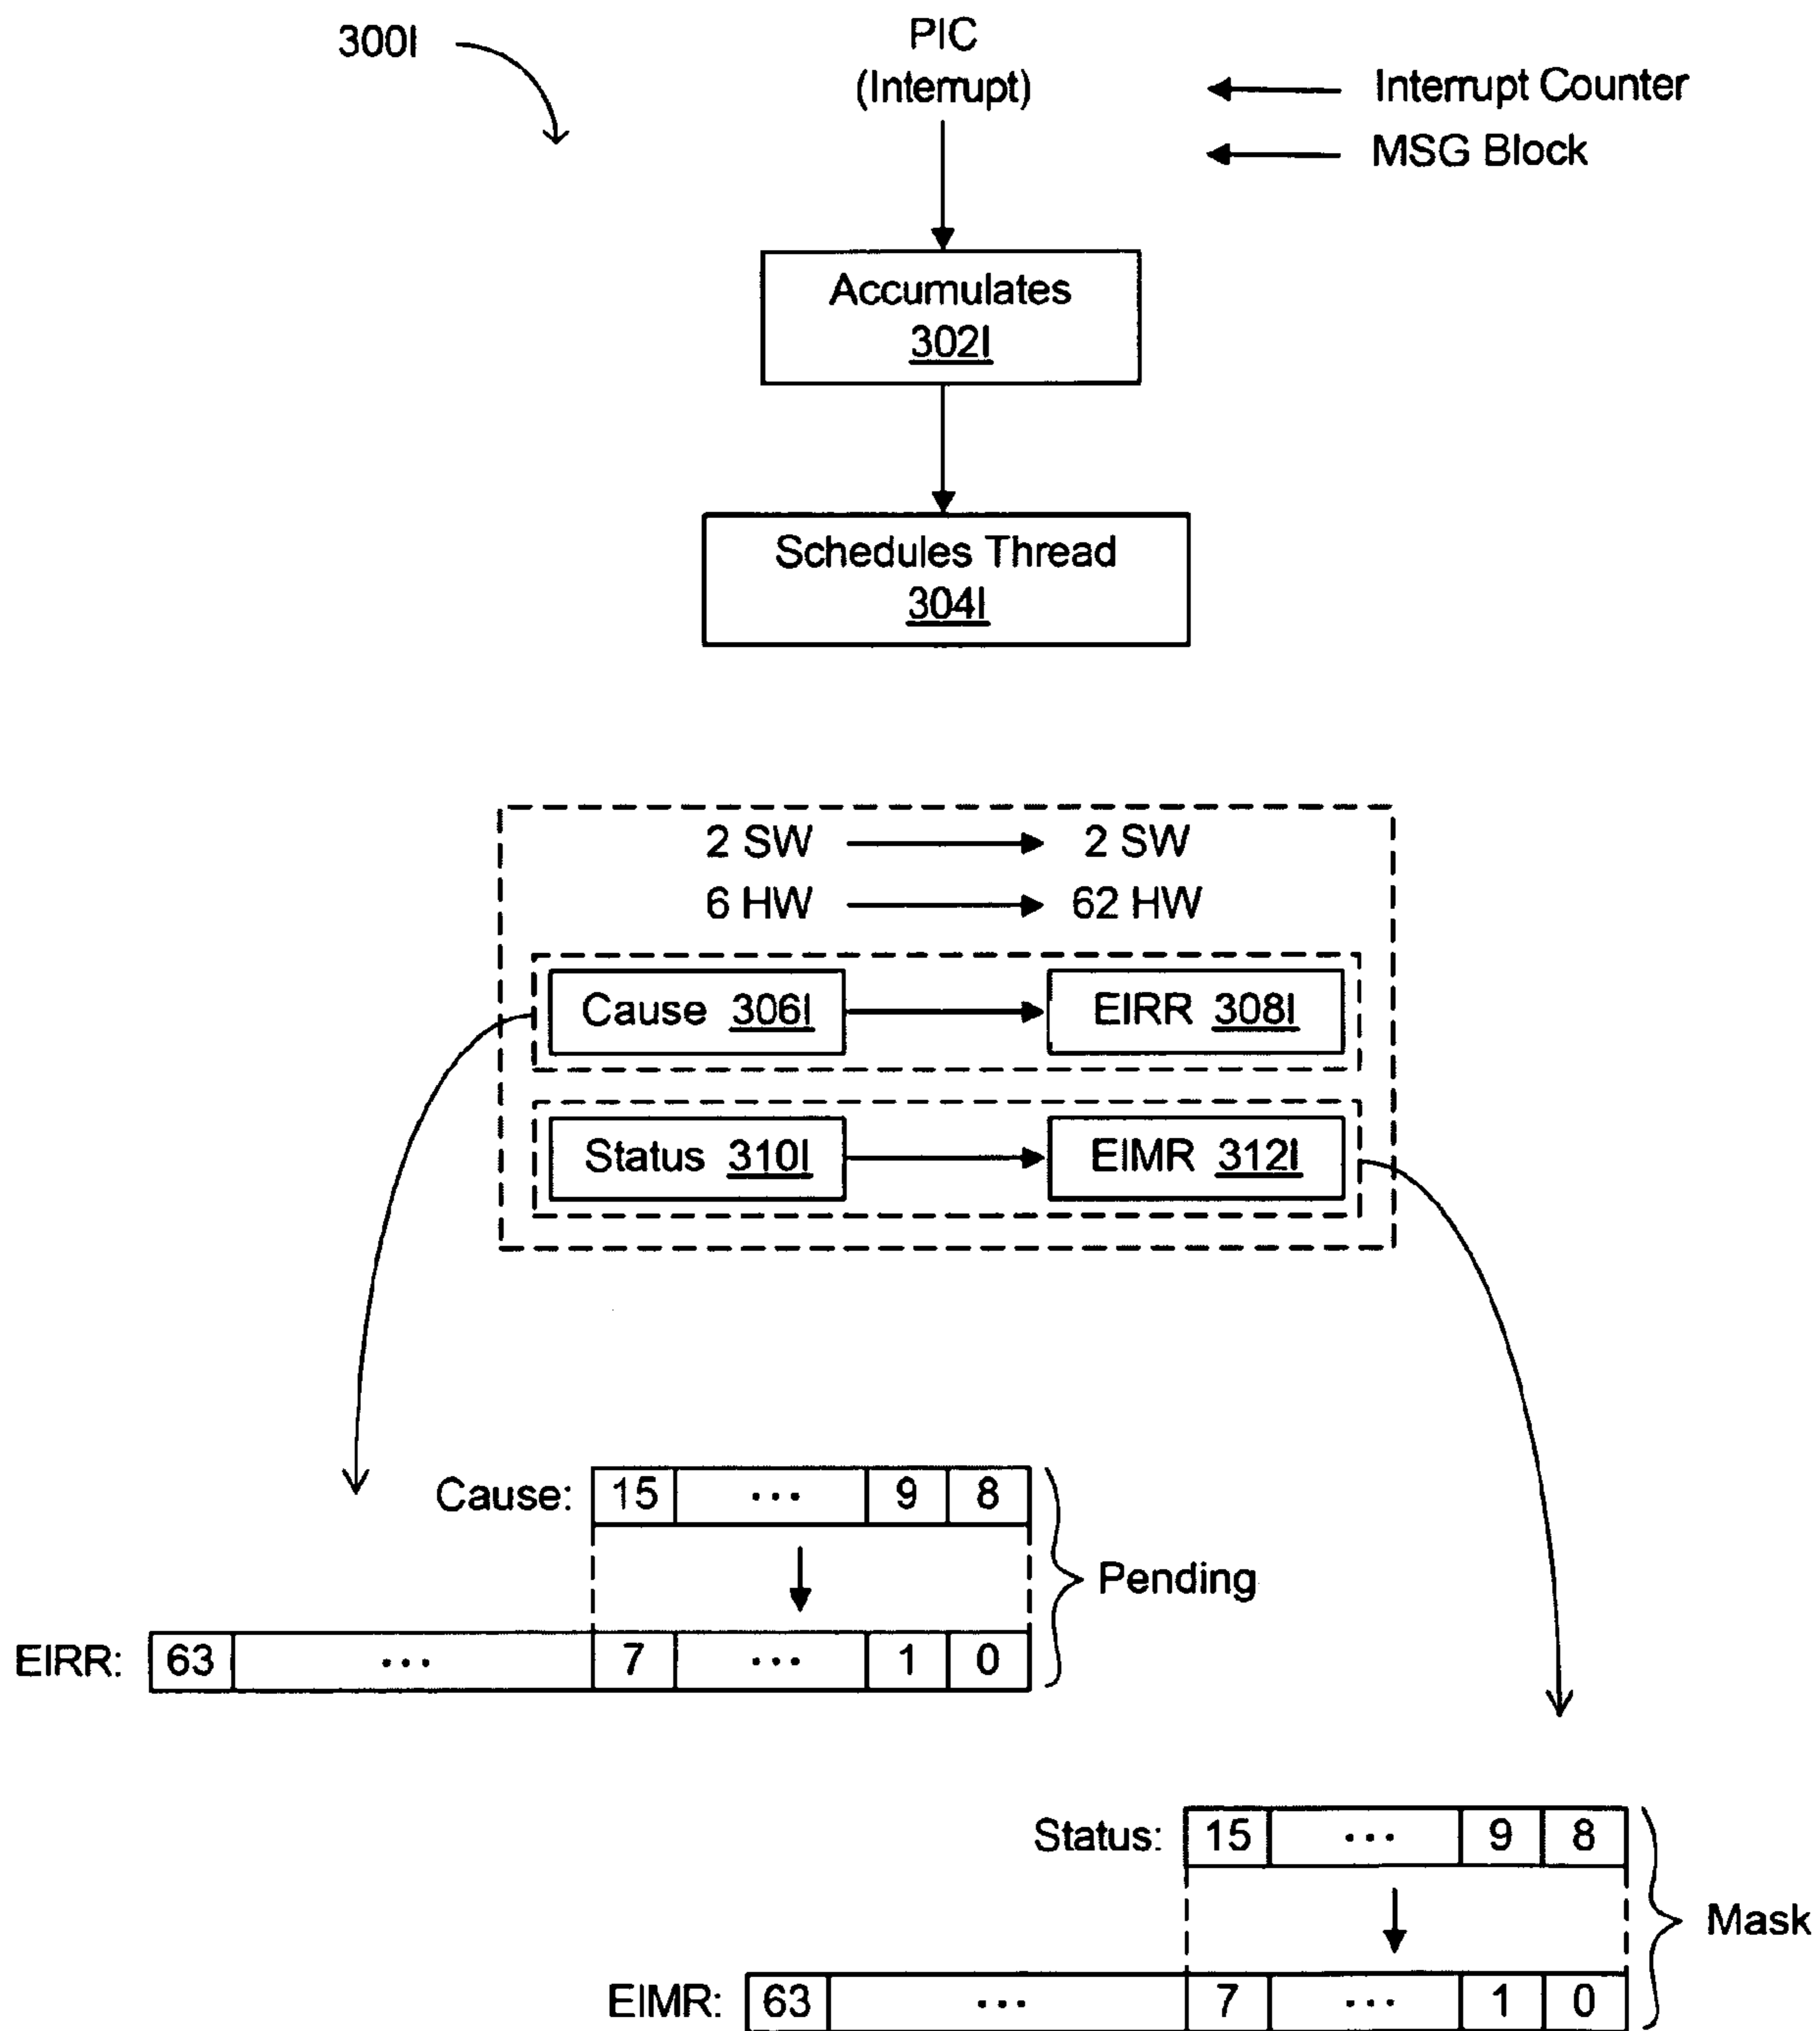 300I
PIC
(Interrupt)
Interrupt Counter
MSG Block
Accumulates
302I
Schedules Thread
304I
2 SW 2 SW
6 HW 62 HW
Cause 306I EIRR 308I
Status 310I EIMR 312I
Cause: 15 ... 9 8
Pending
EIRR: 63 ... 7 ... 1 0
Status: 15 ... 9 8
Mask
EIMR: 63 ... 7 ... 1 0